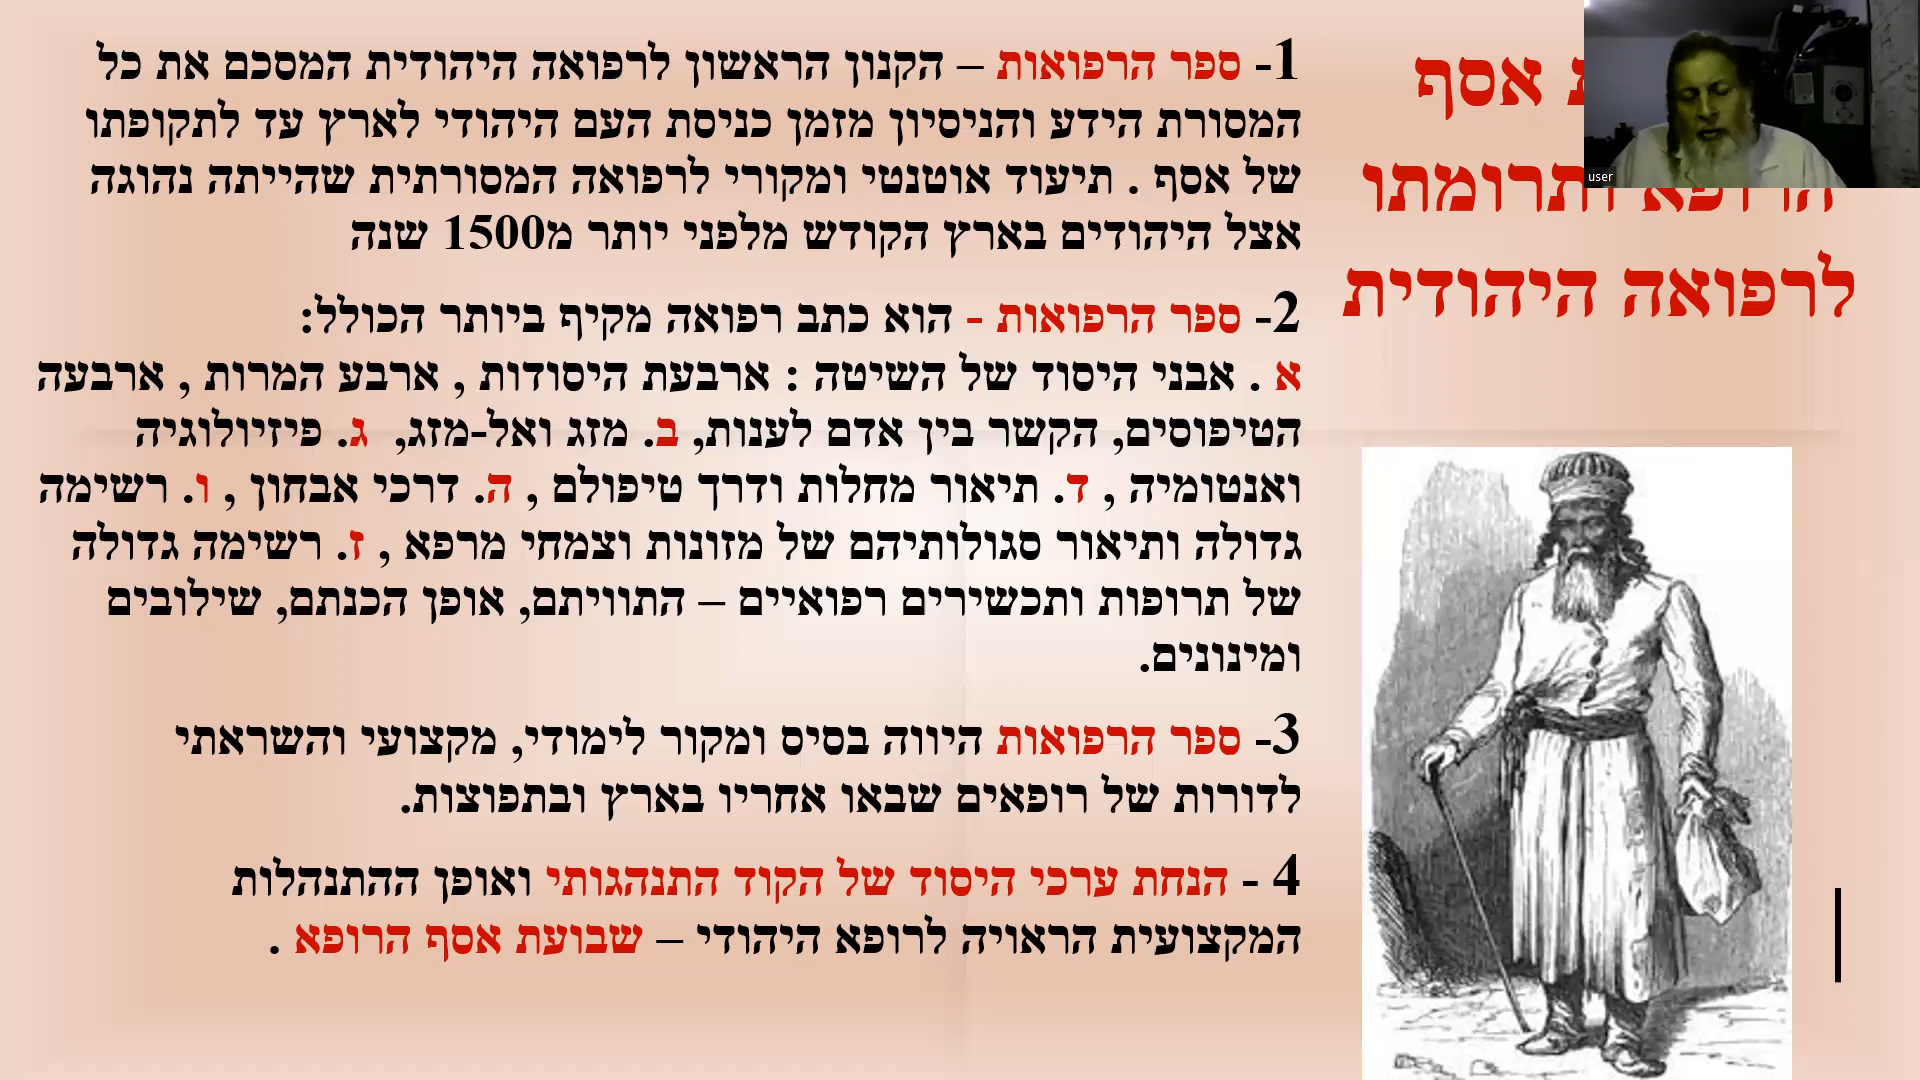 אסף
הרופא ותרומתו
לרפואה היהודית
user
1- ספר הרפואות – הקנון הראשון לרפואה היהודית המסכם את כל
המסורת הידע והניסיון מזמן כניסת העם היהודי לארץ עד לתקופתו
של אסף . תיעוד אוטנטי ומקורי לרפואה המסורתית שהייתה נהוגה
אצל היהודים בארץ הקודש מלפני יותר מ1500 שנה
2- ספר הרפואות - הוא כתב רפואה מקיף ביותר הכולל:
א . אבני היסוד של השיטה : ארבעת היסודות , ארבע המרות , ארבעה
הטיפוסים, הקשר בין אדם לענות, ב. מזג ואל-מזג, ג. פיזיולוגיה
ואנטומיה , ד. תיאור מחלות ודרך טיפולם , ה. דרכי אבחון , ו. רשימה
גדולה ותיאור סגולותיהם של מזונות וצמחי מרפא , ז. רשימה גדולה
של תרופות ותכשירים רפואיים – התוויתם, אופן הכנתם, שילובים
ומינונים.
3- ספר הרפואות היווה בסיס ומקור לימודי, מקצועי והשראתי
לדורות של רופאים שבאו אחריו בארץ ובתפוצות.
4 - הנחת ערכי היסוד של הקוד התנהגותי ואופן ההתנהלות
המקצועית הראויה לרופא היהודי – שבועת אסף הרופא .